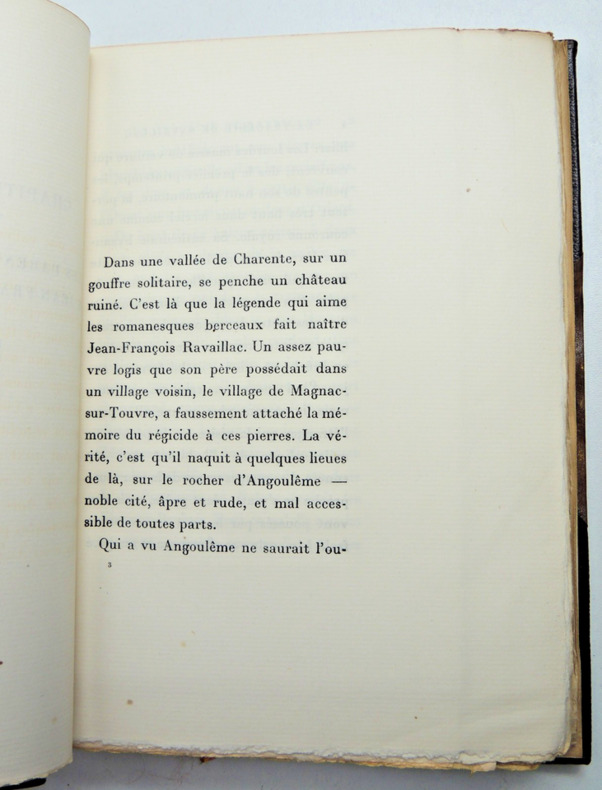 Dans une vallée de Charente, sur un
gouffre solitaire, se penche un château
ruiné. C'est là que la légende qui aime
les romanesques berceaux fait naître
Jean-François Ravaillac. Un assez pau-
vre logis que son père possédait dans
un village voisin, le village de Magnac-
sur-Touvre, a faussement attaché la mé-
moire du régicide à ces pierres. La vé-
rité, c'est qu'il naquit à quelques lieues
de là, sur le rocher d'Angoulême —
noble cité, âpre et rude, et mal acces-
sible de toutes parts.
Qui a vu Angoulême ne saurait l'ou-
3